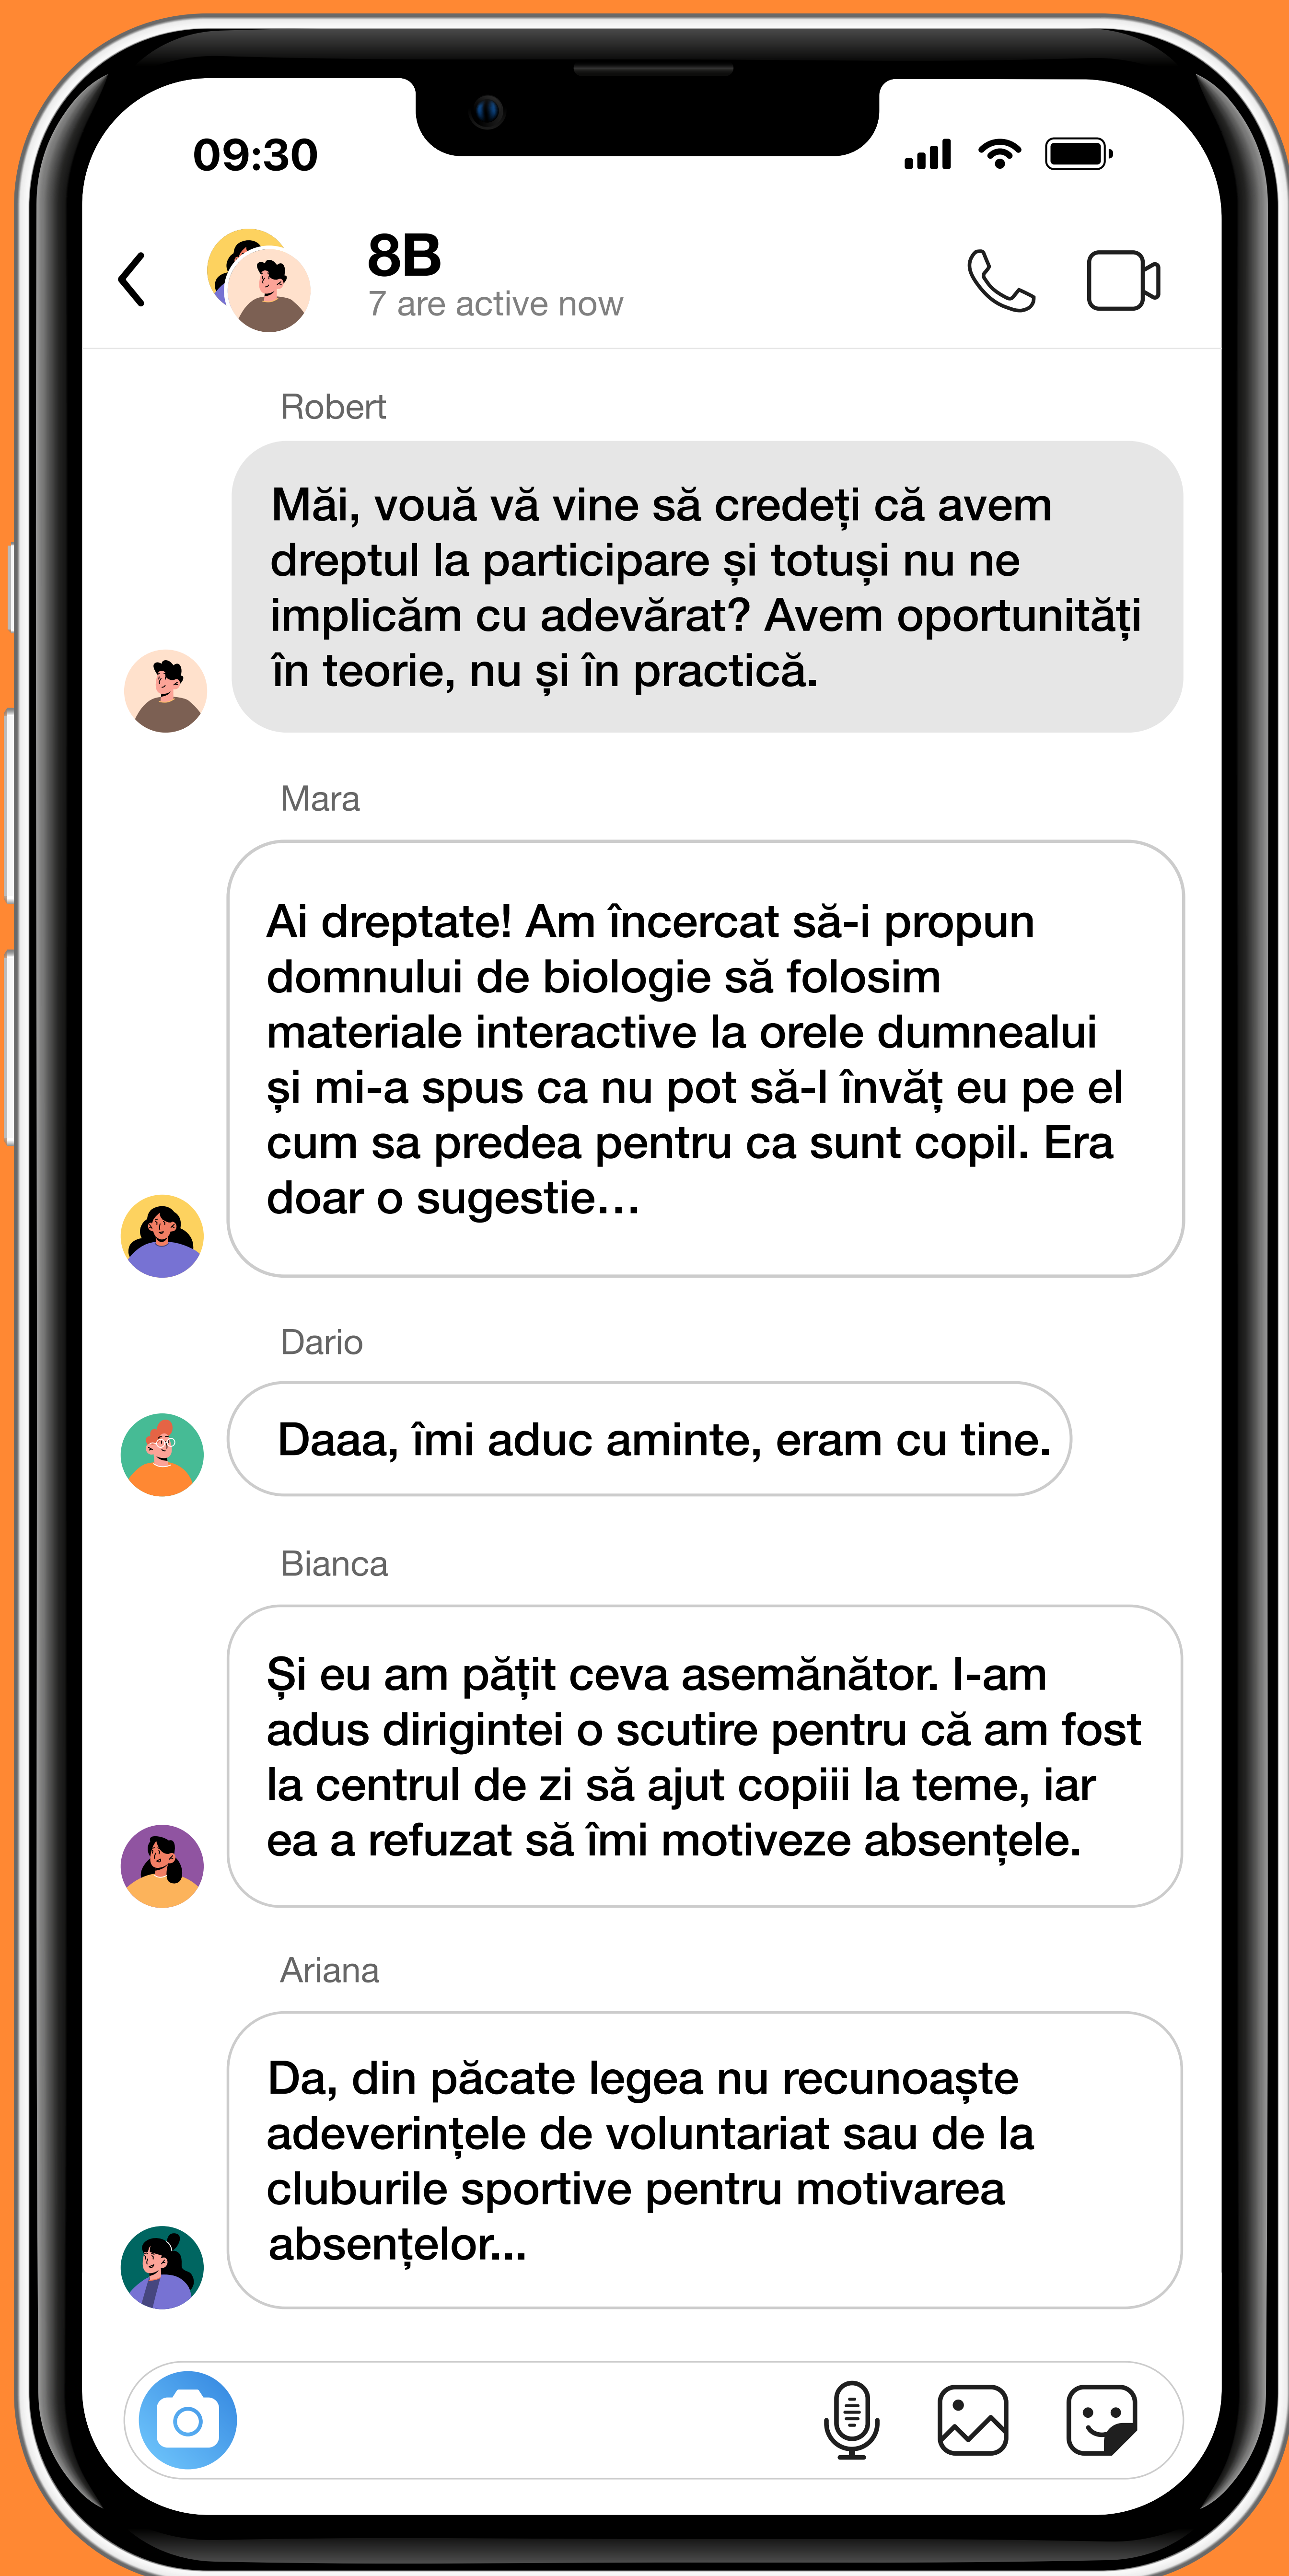 09:30
8B
7 are active now
Robert
Măi, vouă vă vine să credeți că avem
dreptul la participare și totuși nu ne
implicăm cu adevărat? Avem oportunități
în teorie, nu și în practică.
Mara
Ai dreptate! Am încercat să-i propun
domnului de biologie să folosim
materiale interactive la orele dumnealui
și mi-a spus ca nu pot să-l învăț eu pe el
cum sa predea pentru ca sunt copil. Era
doar o sugestie...
Dario
Daaa, îmi aduc aminte, eram cu tine.
Bianca
Și eu am pățit ceva asemănător. I-am
adus dirigintei o scutire pentru că am fost
la centrul de zi să ajut copiii la teme, iar
ea a refuzat să îmi motiveze absențele.
Ariana
Da, din păcate legea nu recunoaște
adeverințele de voluntariat sau de la
cluburile sportive pentru motivarea
absențelor...